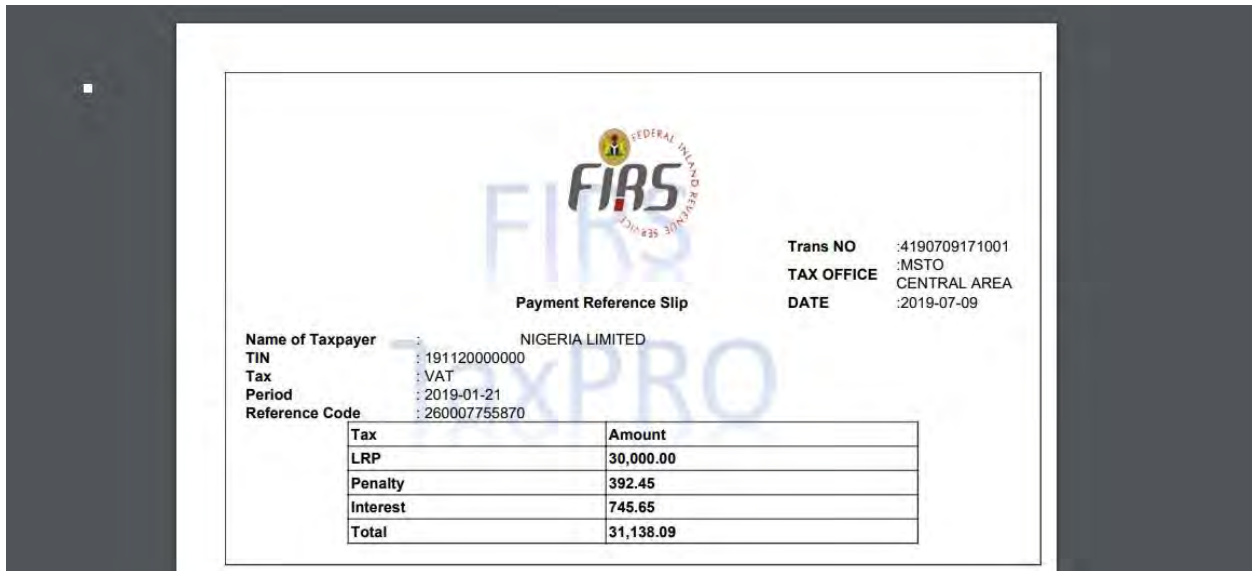 FEDERAL INLAND REVENUE SERVICE
FIRS
FIRS
TaxPRO
Trans NO :4190709171001
TAX OFFICE :MSTO
CENTRAL AREA
Payment Reference Slip
DATE :2019-07-09
Name of Taxpayer : NIGERIA LIMITED
TIN : 191120000000
Tax : VAT
Period : 2019-01-21
Reference Code : 260007755870
Tax Amount
LRP 30,000.00
Penalty 392.45
Interest 745.65
Total 31,138.09